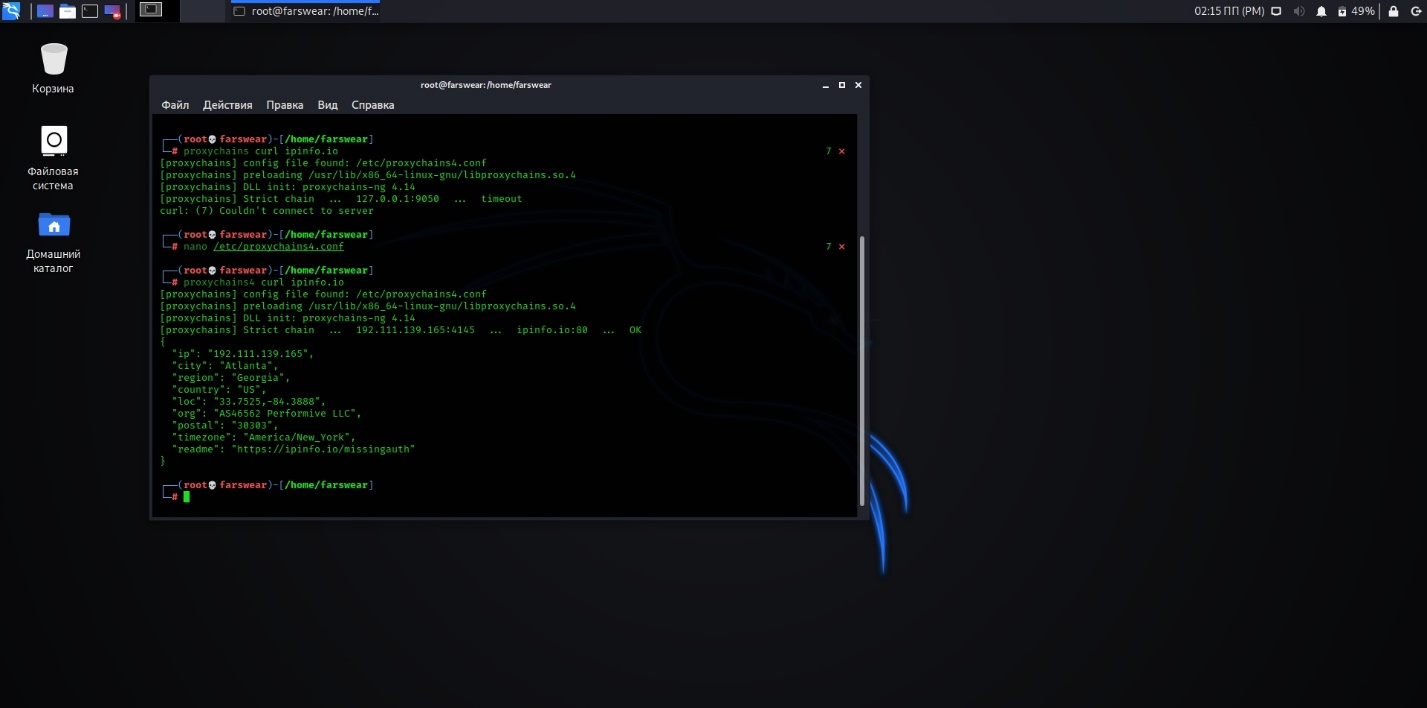 root@farswear: /home/f...
02:15 ПП (PM)
49%
Корзина
Файловая
система
Домашний
каталог
root@farswear:/home/farswear
Файл Действия Правка Вид Справка
┌──(root💀farswear)-[/home/farswear]
└─# proxychains curl ipinfo.io 7 ⨯
[proxychains] config file found: /etc/proxychains4.conf
[proxychains] preloading /usr/lib/x86_64-linux-gnu/libproxychains.so.4
[proxychains] DLL init: proxychains-ng 4.14
[proxychains] Strict chain ... 127.0.0.1:9050 ... timeout
curl: (7) Couldn't connect to server
┌──(root💀farswear)-[/home/farswear]
└─# nano /etc/proxychains4.conf 7 ⨯
┌──(root💀farswear)-[/home/farswear]
└─# proxychains4 curl ipinfo.io
[proxychains] config file found: /etc/proxychains4.conf
[proxychains] preloading /usr/lib/x86_64-linux-gnu/libproxychains.so.4
[proxychains] DLL init: proxychains-ng 4.14
[proxychains] Strict chain ... 192.111.139.165:4145 ... ipinfo.io:80 ... OK
{
"ip": "192.111.139.165",
"city": "Atlanta",
"region": "Georgia",
"country": "US",
"loc": "33.7525,-84.3888",
"org": "AS46562 Performive LLC",
"postal": "30303",
"timezone": "America/New_York",
"readme": "https://ipinfo.io/missingauth"
}
┌──(root💀farswear)-[/home/farswear]
└─#